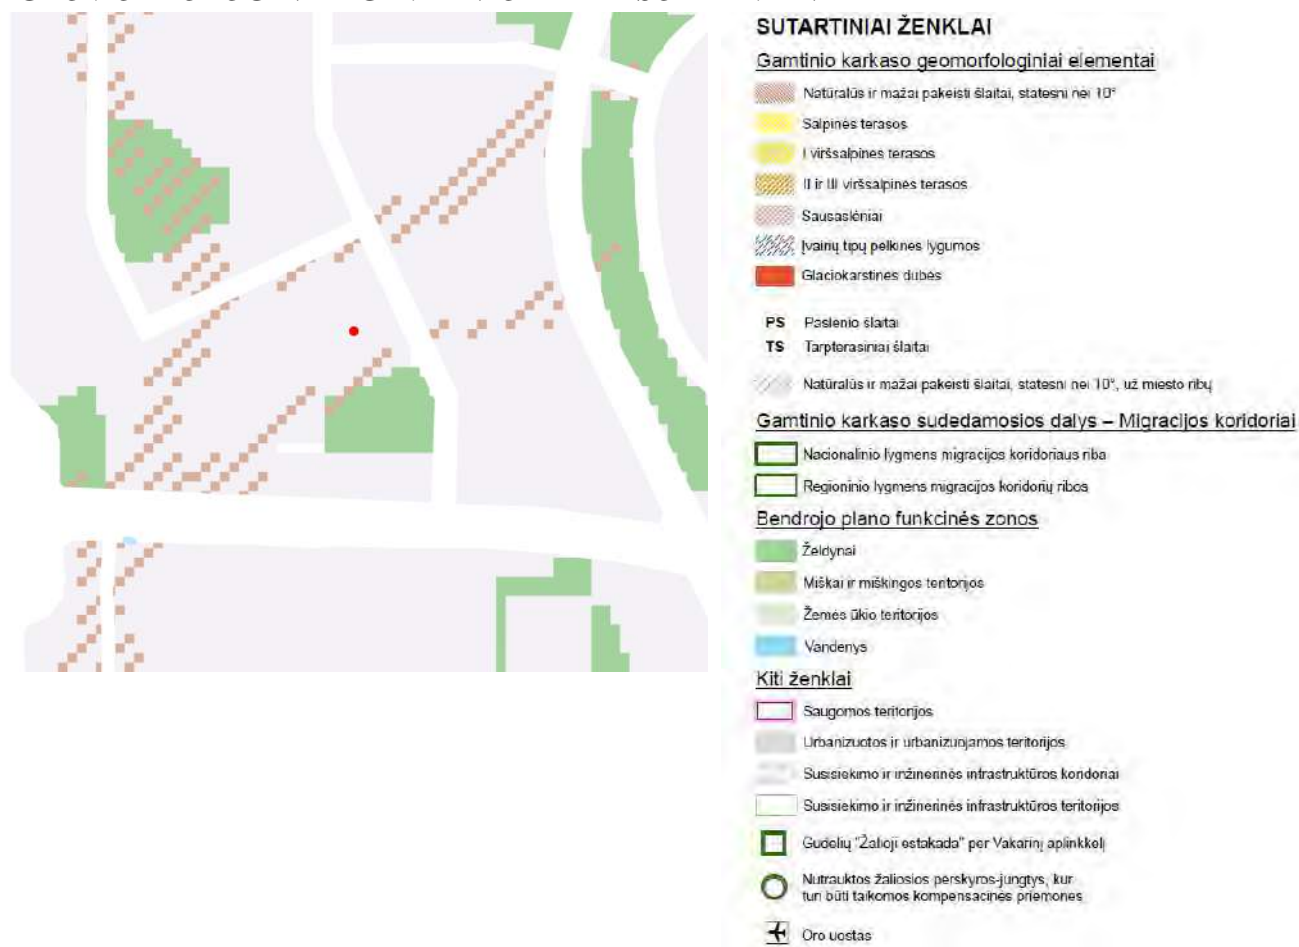 SUTARTINIAI ŽENKLAI
Gamtinio karkaso geomorfologiniai elementai
Natūralūs ir mažai pakeisti šlaitai, statesni nei 10°
Salpinės terasos
I viršsalpinės terasos
II ir III viršsalpinės terasos
Sausaslėniai
Įvairių tipų pelkinės lygumos
Glaciokarstinės dubės
PS Paslėnio šlaitai
TS Tarpterasiniai šlaitai
Natūralūs ir mažai pakeisti šlaitai, statesni nei 10°, už miesto ribų
Gamtinio karkaso sudedamosios dalys – Migracijos koridoriai
Nacionalinio lygmens migracijos koridoriaus riba
Regioninio lygmens migracijos koridorių ribos
Bendrojo plano funkcinės zonos
Želdynai
Miškai ir miškingos teritorijos
Žemės ūkio teritorijos
Vandenys
Kiti ženklai
Saugomos teritorijos
Urbanizuotos ir urbanizuojamos teritorijos
Susisiekimo ir inžinerinės infrastruktūros koridoriai
Susisiekimo ir inžinerinės infrastruktūros teritorijos
Gudelių "Žalioji estakada" per Vakarinį aplinkkelį
Nutrauktos žaliosios perskyros-jungtys, kur
turi būti taikomos kompensacinės priemonės
Oro uostas